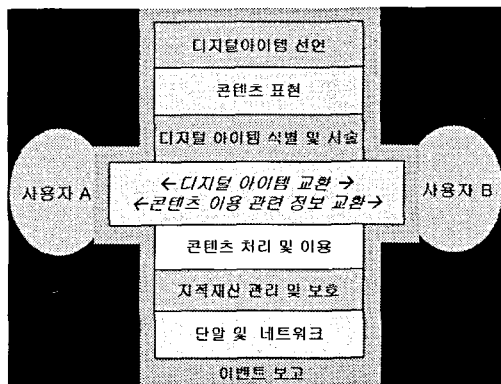 디지털아이템 선언
콘텐츠 표현
디지털 아이템 식별 및 서술
사용자 A
←디지털 아이템 교환 →
←콘텐츠 이용 관련 정보 교환→
사용자 B
콘텐츠 처리 및 이용
지적재산 관리 및 보호
단말 및 네트워크
이벤트 보고